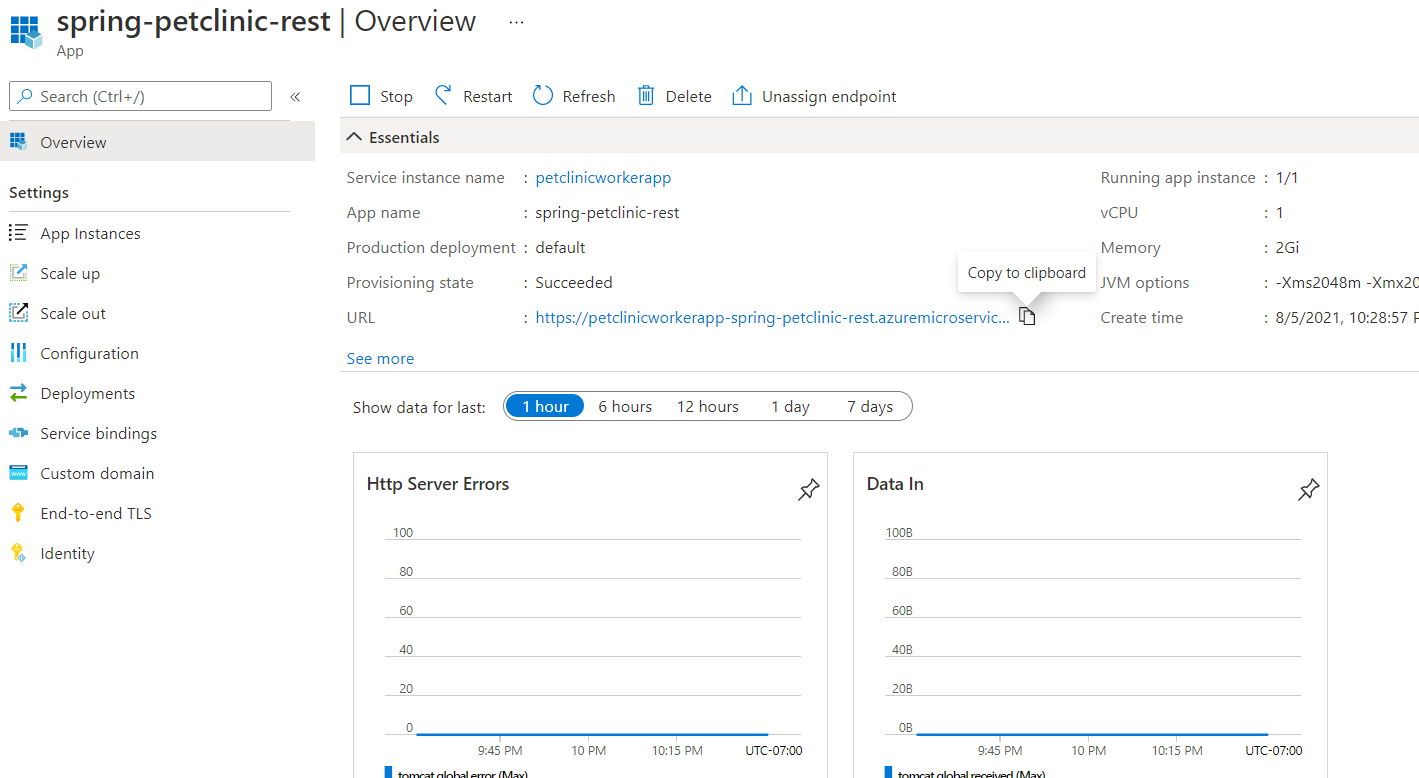 spring-petclinic-rest | Overview ...
App
Search (Ctrl+/) «
Overview
Settings
App Instances
Scale up
Scale out
Configuration
Deployments
Service bindings
Custom domain
End-to-end TLS
Identity
Stop Restart Refresh Delete Unassign endpoint
Essentials
Service instance name : petclinicworkerapp
App name : spring-petclinic-rest
Production deployment : default
Provisioning state : Succeeded
URL : https://petclinicworkerapp-spring-petclinic-rest.azuremicroservic...
Copy to clipboard
See more
Running app instance : 1/1
vCPU : 1
Memory : 2Gi
JVM options : -Xms2048m -Xmx20
Create time : 8/5/2021, 10:28:57 P
Show data for last: 1 hour 6 hours 12 hours 1 day 7 days
Http Server Errors
100
80
60
40
20
0
9:45 PM 10 PM 10:15 PM UTC-07:00
tomcat.global.error (Max)
Data In
100B
80B
60B
40B
20B
0B
9:45 PM 10 PM 10:15 PM UTC-07:00
tomcat.global.received (Max)